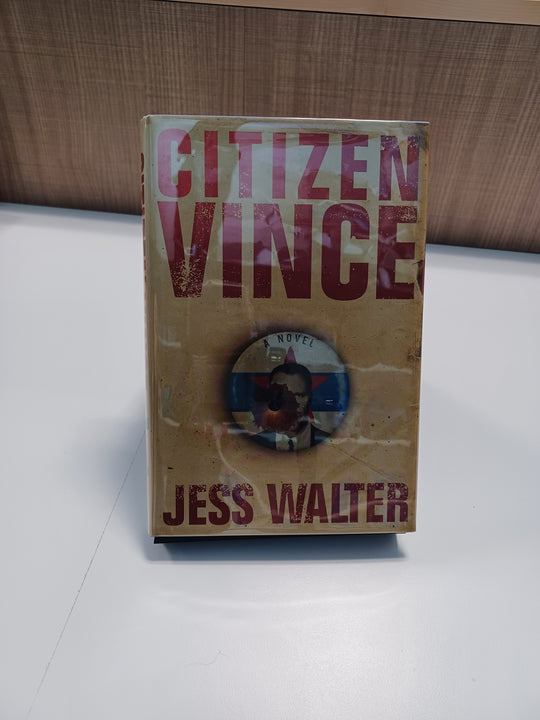 CITIZEN
VINCE
A NOVEL
JESS WALTER